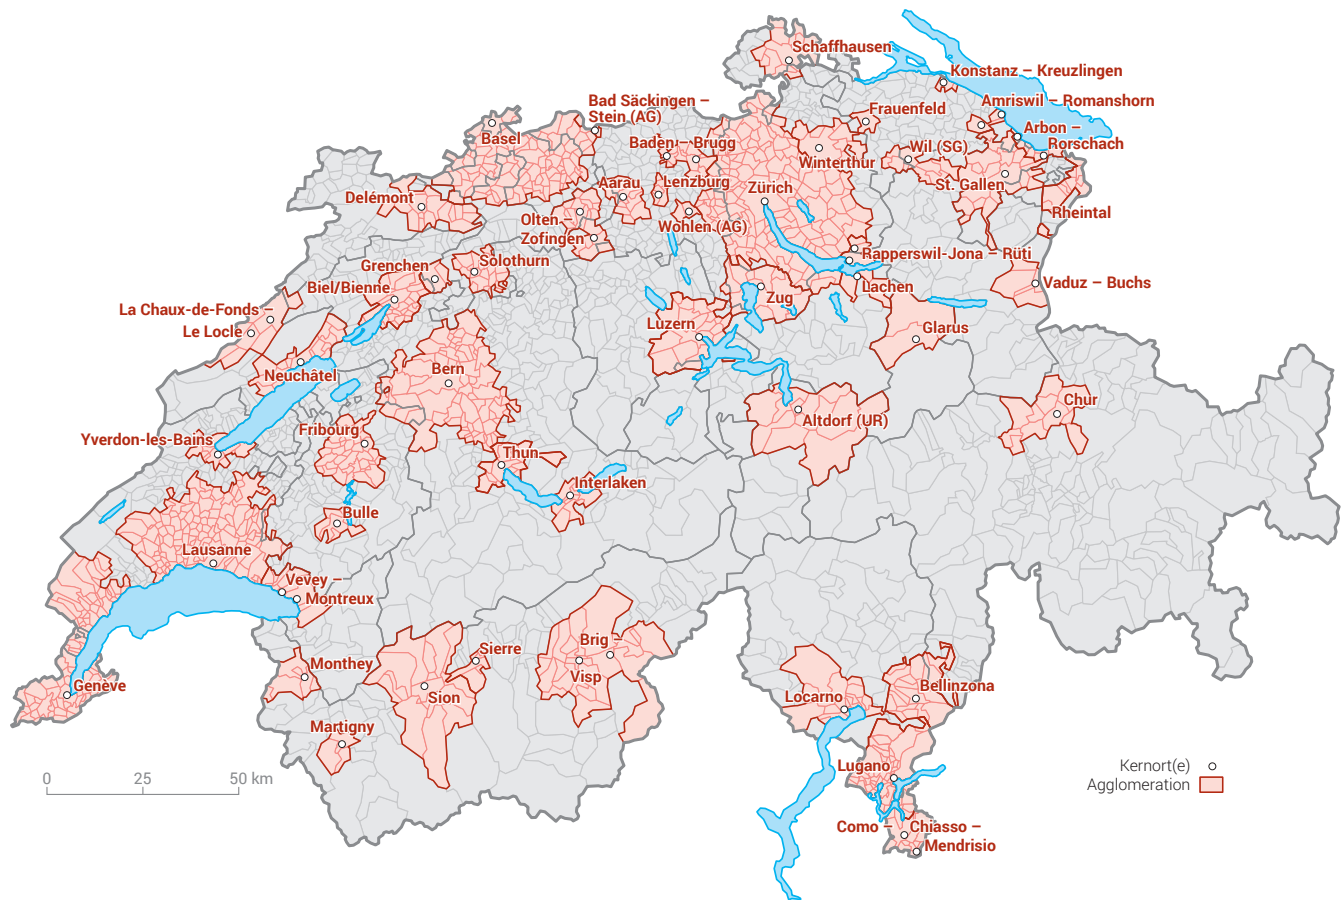 Schaffhausen
Konstanz – Kreuzlingen
Bad Säckingen –
Stein (AG)
Amriswil – Romanshorn
Frauenfeld
Arbon –
Rorschach
Basel
Baden – Brugg
Winterthur
Wil (SG)
St. Gallen
Delémont
Aarau
Lenzburg
Zürich
Rheintal
Olten –
Zofingen
Wohlen (AG)
Rapperswil-Jona – Rüti
Grenchen
Solothurn
Biel/Bienne
Lachen
Vaduz – Buchs
Zug
La Chaux-de-Fonds –
Le Locle
Luzern
Glarus
Neuchâtel
Bern
Chur
Altdorf (UR)
Yverdon-les-Bains
Fribourg
Thun
Interlaken
Bulle
Lausanne
Vevey –
Montreux
Brig –
Visp
Sierre
Monthey
Genève
Sion
Locarno
Bellinzona
Martigny
Lugano
Kernort(e)
Agglomeration
0 25 50 km
Como – Chiasso –
Mendrisio